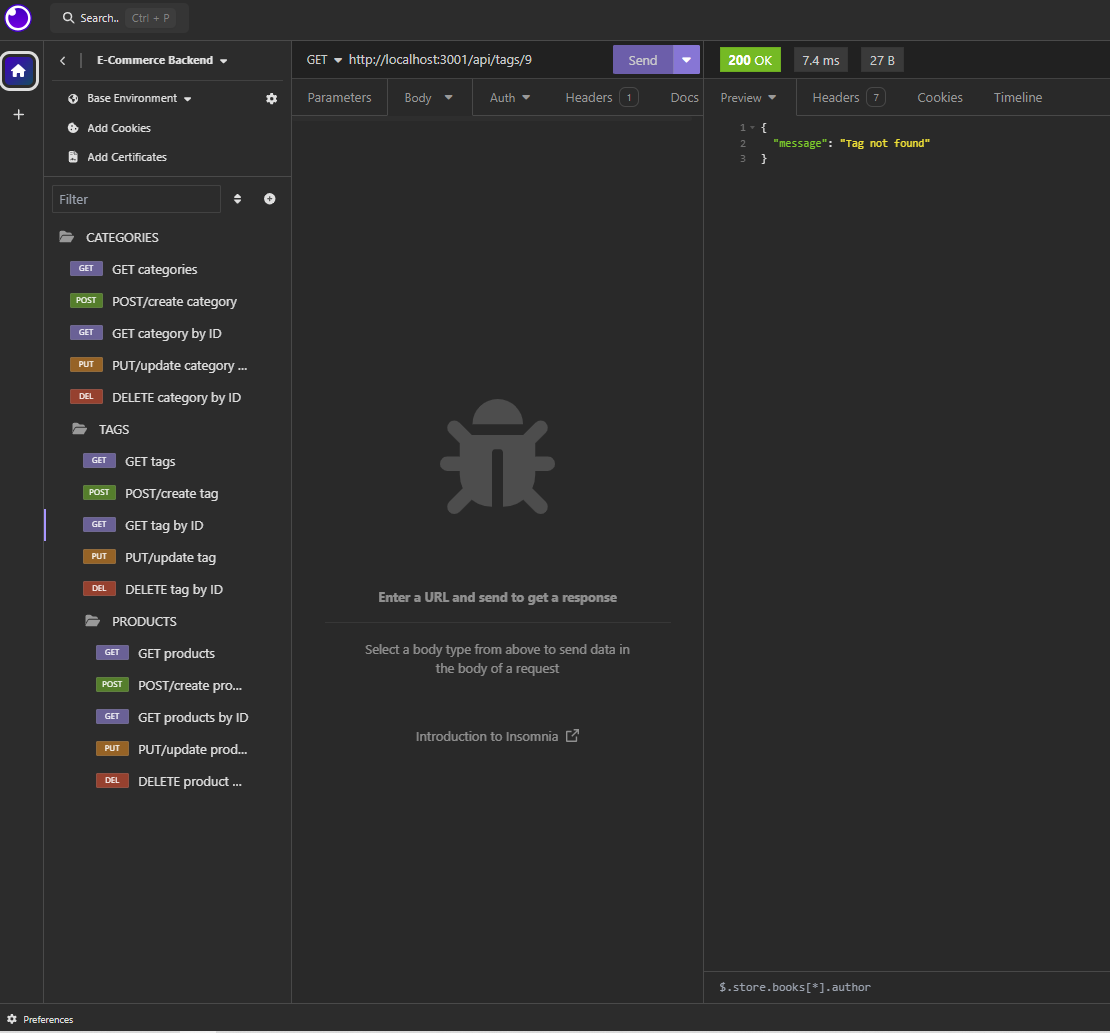 Search.. Ctrl + P
E-Commerce Backend
Base Environment
Add Cookies
Add Certificates
Filter
CATEGORIES
GET GET categories
POST POST/create category
GET GET category by ID
PUT PUT/update category ...
DEL DELETE category by ID
TAGS
GET GET tags
POST POST/create tag
GET GET tag by ID
PUT PUT/update tag
DEL DELETE tag by ID
PRODUCTS
GET GET products
POST POST/create pro...
GET GET products by ID
PUT PUT/update prod...
DEL DELETE product ...
GET http://localhost:3001/api/tags/9 Send
Parameters Body Auth Headers 1 Docs
Enter a URL and send to get a response
Select a body type from above to send data in
the body of a request
Introduction to Insomnia
200 OK 7.4 ms 27 B
Preview Headers 7 Cookies Timeline
1 {
2 "message": "Tag not found"
3 }
$.store.books[*].author
Preferences